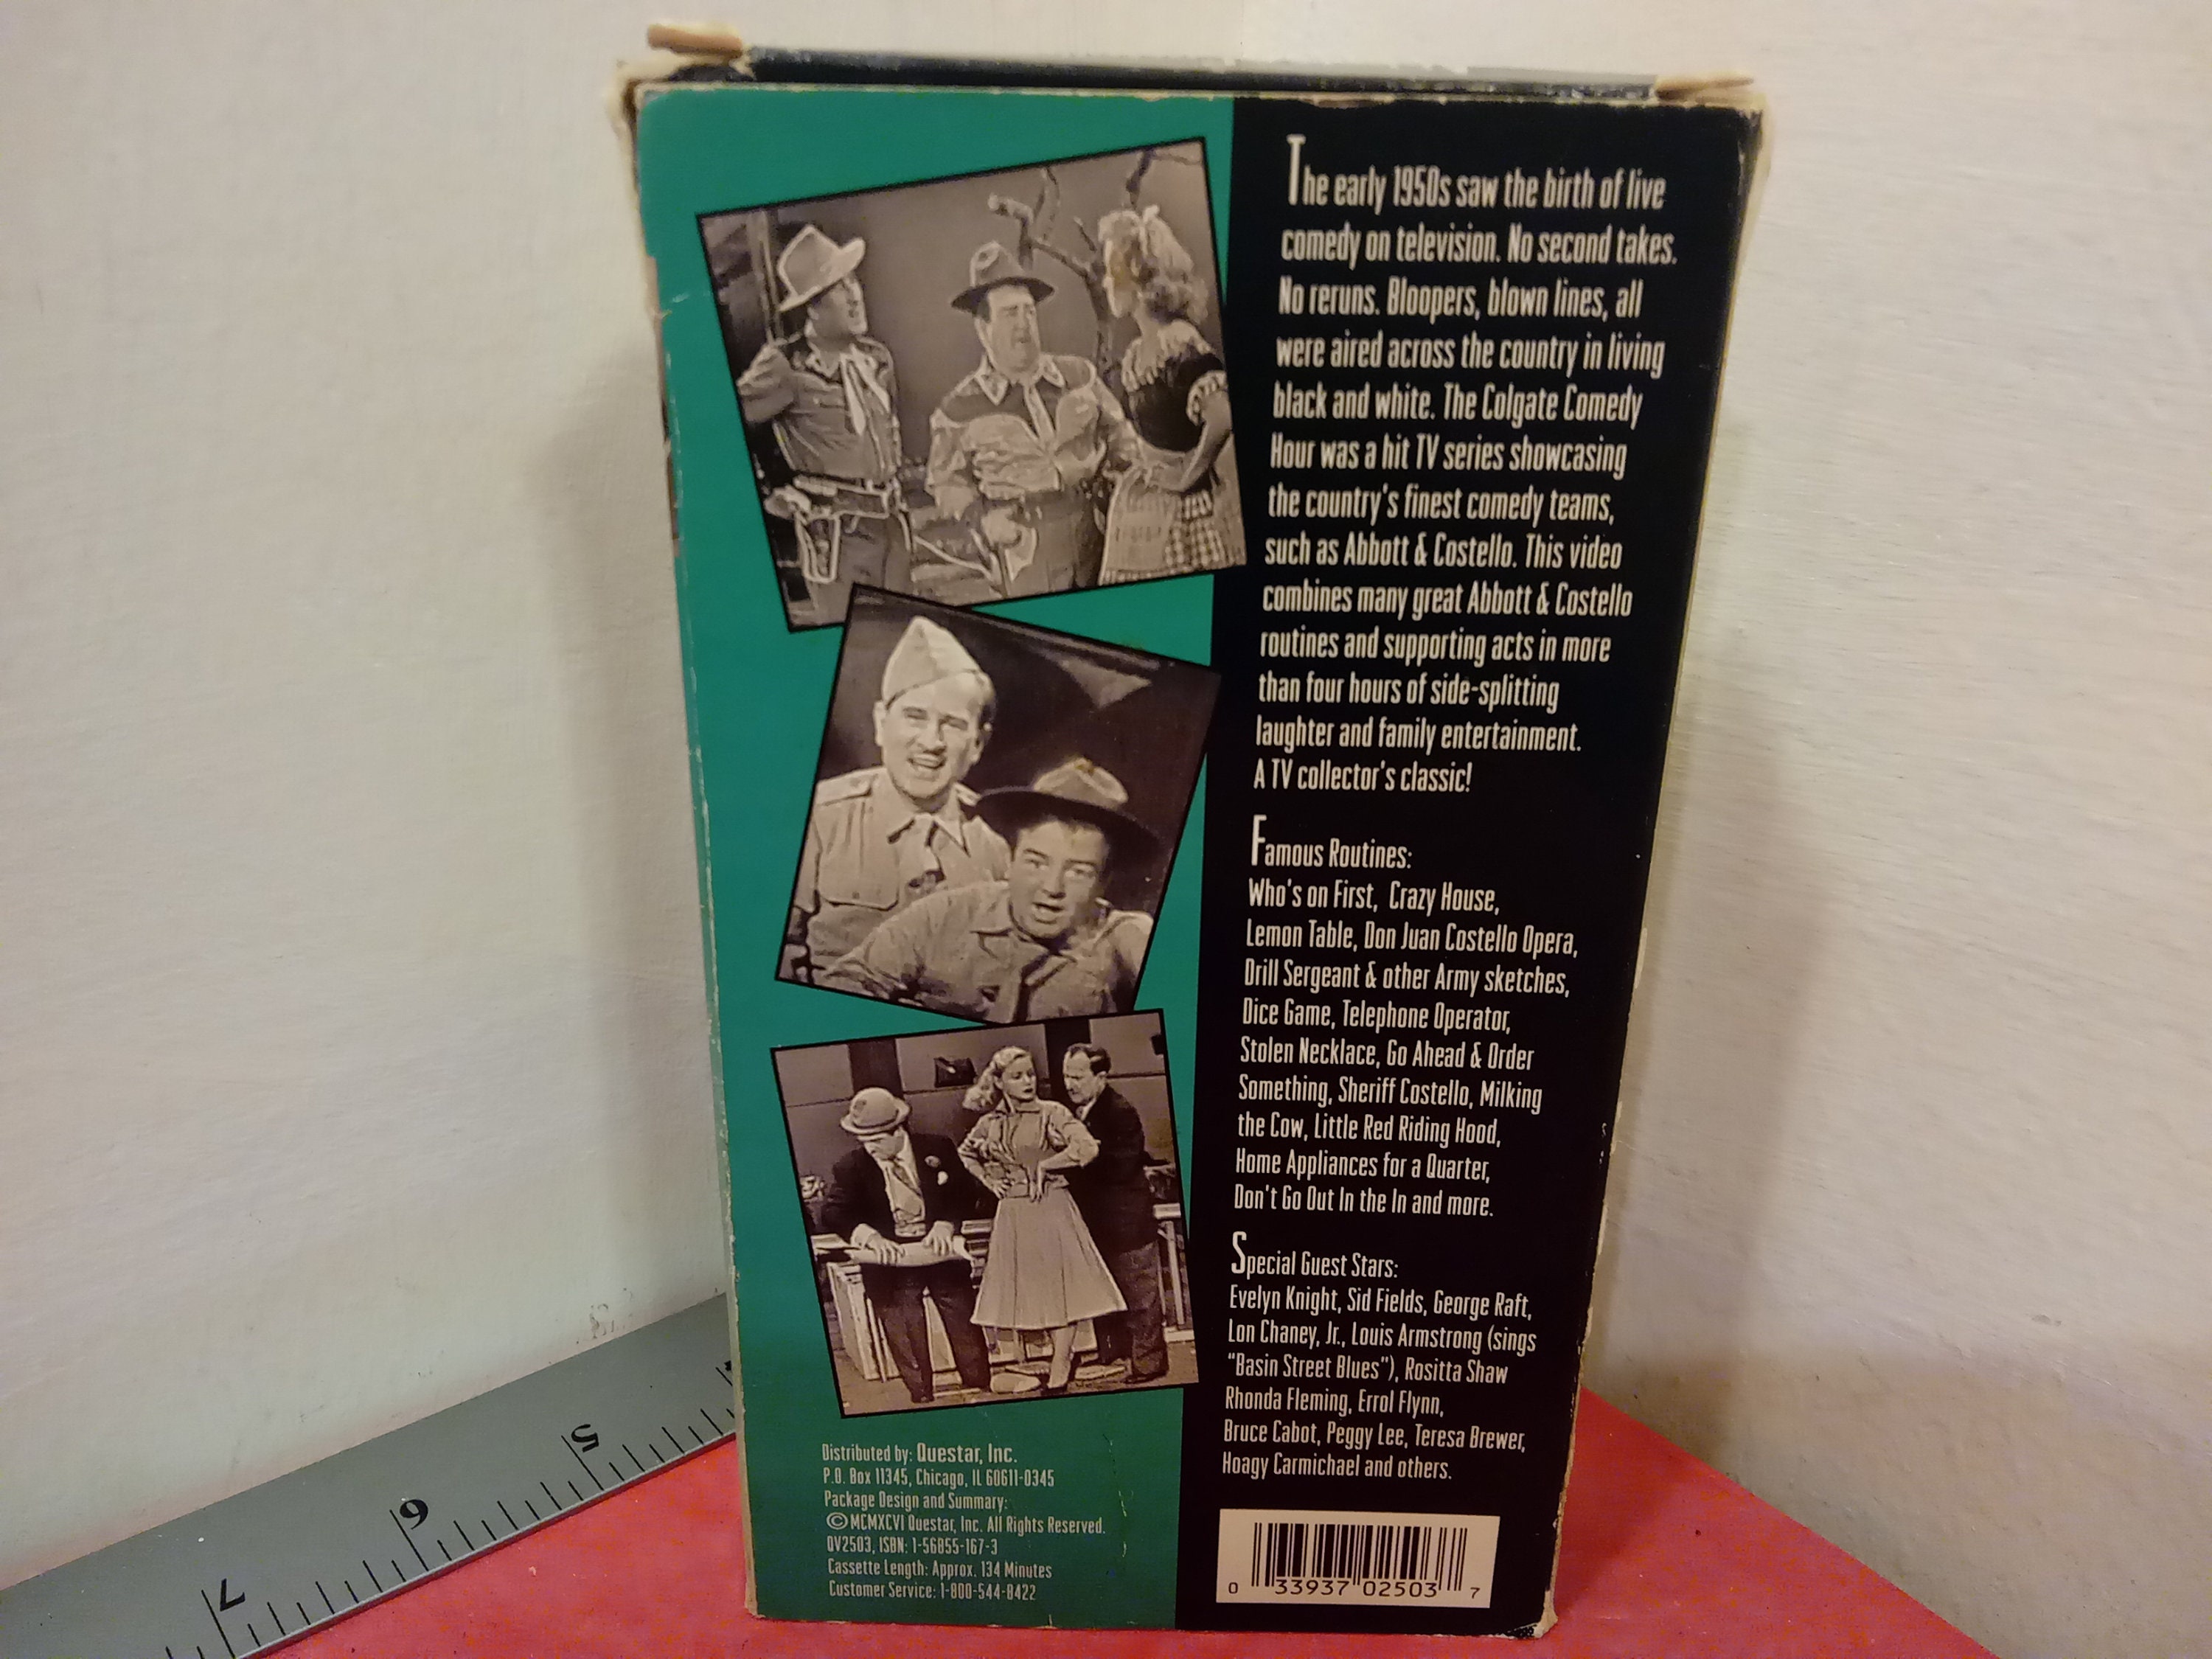 The early 1950s saw the birth of live
comedy on television. No second takes.
No reruns. Bloopers, blown lines, all
were aired across the country in living
black and white. The Colgate Comedy
Hour was a hit TV series showcasing
the country's finest comedy teams,
such as Abbott & Costello. This video
combines many great Abbott & Costello
routines and supporting acts in more
than four hours of side-splitting
laughter and family entertainment.
A TV collector's classic!
Famous Routines:
Who's on First, Crazy House,
Lemon Table, Don Juan Costello Opera,
Drill Sergeant & other Army sketches,
Dice Game, Telephone Operator,
Stolen Necklace, Go Ahead & Order
Something, Sheriff Costello, Milking
the Cow, Little Red Riding Hood,
Home Appliances for a Quarter,
Don't Go Out In the In and more.
Special Guest Stars:
Evelyn Knight, Sid Fields, George Raft,
Lon Chaney, Jr., Louis Armstrong (sings
"Basin Street Blues"), Rositta Shaw
Rhonda Fleming, Errol Flynn,
Bruce Cabot, Peggy Lee, Teresa Brewer,
Hoagy Carmichael and others.
0 33937 02503 7
Distributed by: Questar, Inc.
P.O. Box 11345, Chicago, IL 60611-0345
Package Design and Summary:
© MCMXCVI Questar, Inc. All Rights Reserved.
QV2503, ISBN: 1-56855-167-3
Cassette Length: Approx. 134 Minutes
Customer Service: 1-800-544-8422
5
6
7